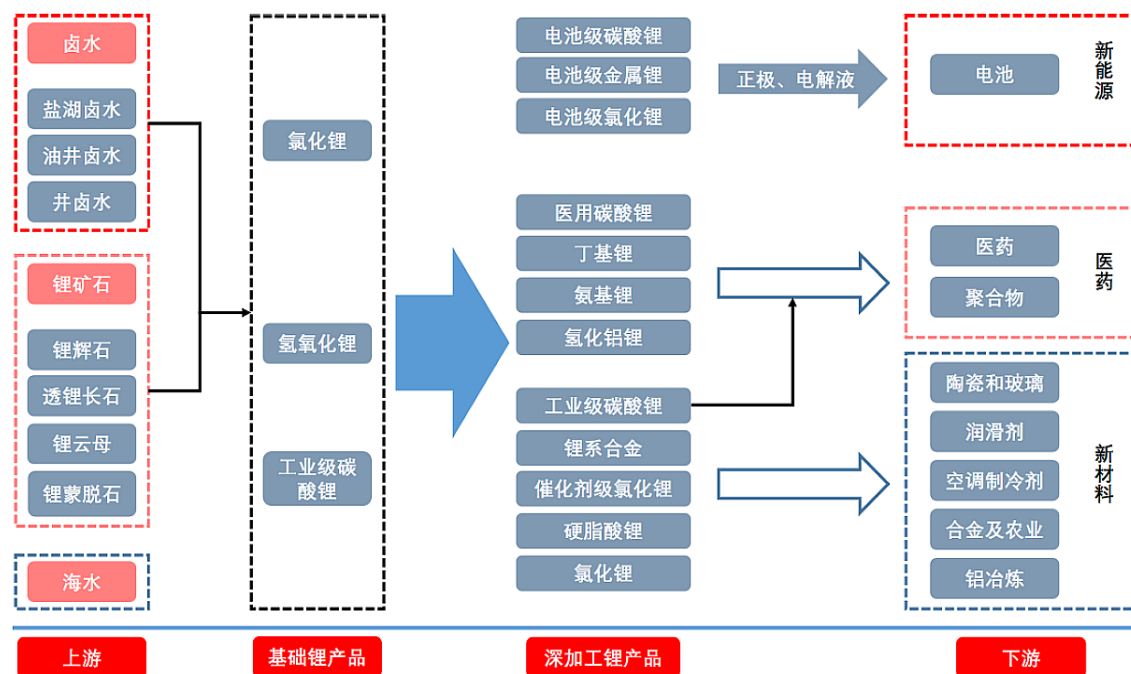 卤水
盐湖卤水
油井卤水
井卤水
锂矿石
锂辉石
透锂长石
锂云母
锂蒙脱石
海水
上游
氯化锂
氢氧化锂
工业级碳
酸锂
基础锂产品
电池级碳酸锂
电池级金属锂
电池级氯化锂
医用碳酸锂
丁基锂
氨基锂
氢化铝锂
工业级碳酸锂
锂系合金
催化剂级氯化锂
硬脂酸锂
氯化锂
深加工锂产品
正极、电解液
电池
新能源
医药
聚合物
医药
陶瓷和玻璃
润滑剂
空调制冷剂
合金及农业
铝冶炼
新材料
下游